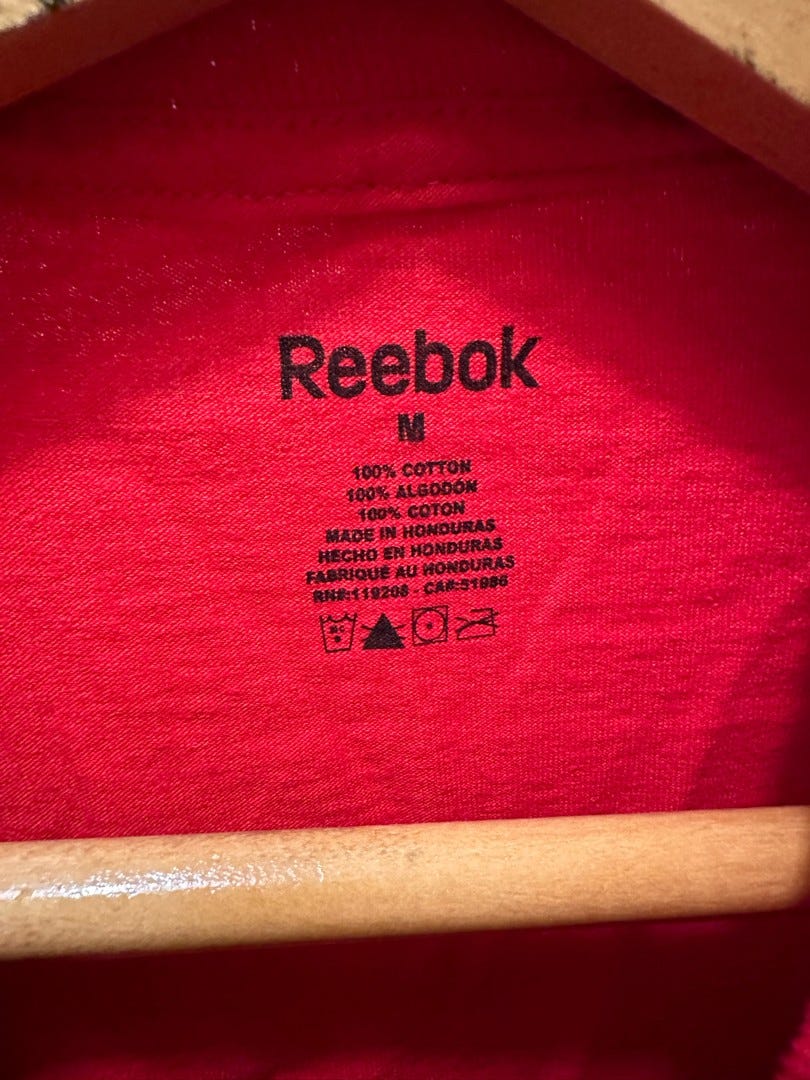 Reebok
M
100% COTTON
100% ALGODÓN
100% COTON
MADE IN HONDURAS
HECHO EN HONDURAS
FABRIQUÉ AU HONDURAS
RN#:119208 - CA#:51986